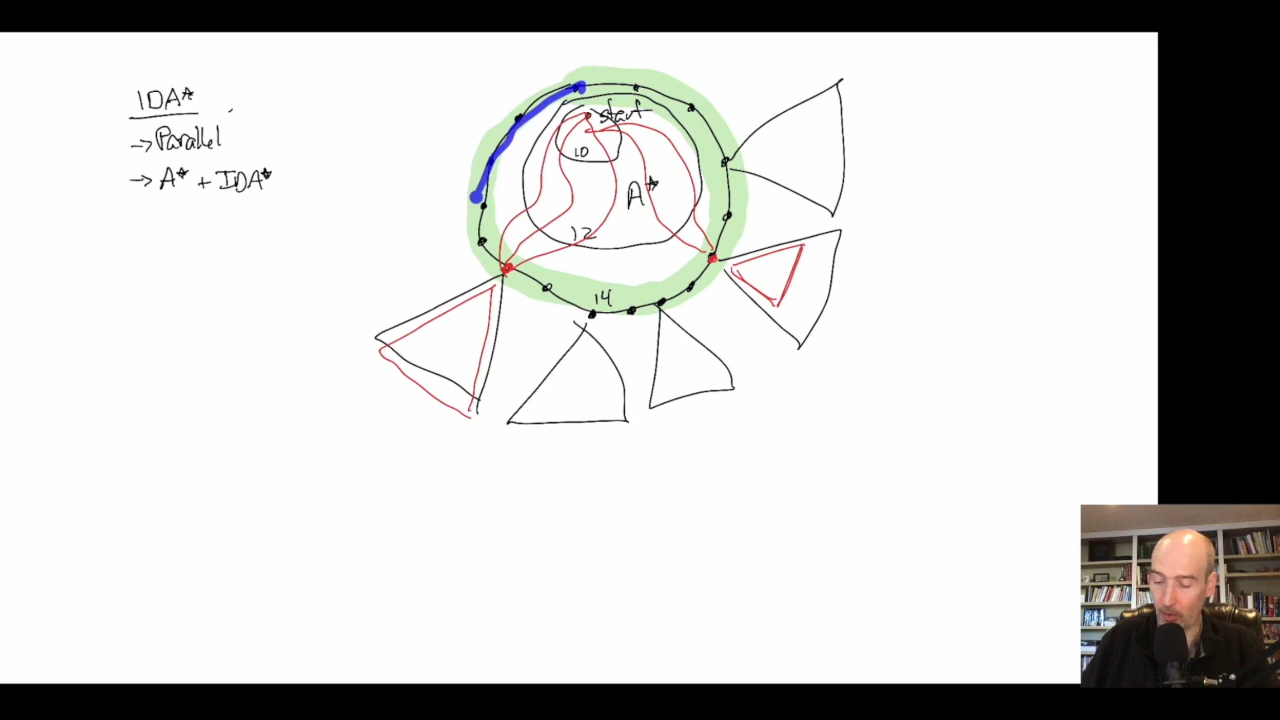 IDA*
→ Parallel
→ A* + IDA*
start
10
A*
12
14